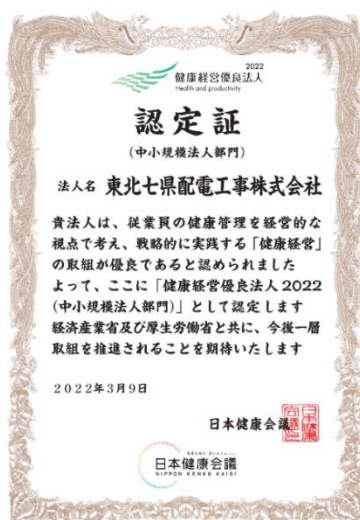 2022
健康経営優良法人
Health and productivity
認定証
(中小規模法人部門)
法人名 東北七県配電工事株式会社
貴法人は、従業員の健康管理を経営的な
視点で考え、戦略的に実践する「健康経営」
の取組が優良であると認められました
よって、ここに「健康経営優良法人2022
(中小規模法人部門)」として認定します
経済産業省及び厚生労働省と共に、今後一層
取組を推進されることを期待いたします
2022年3月9日
日本健康会議
日本健康会議
NIPPON KENKO KAIGI